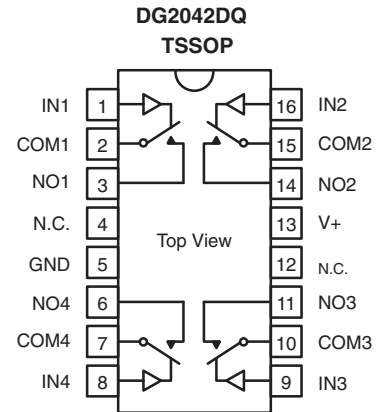 DG2042DQ
TSSOP
IN1 1 16 IN2
COM1 2 15 COM2
NO1 3 14 NO2
N.C. 4 13 V+
Top View
GND 5 12 N.C.
NO4 6 11 NO3
COM4 7 10 COM3
IN4 8 9 IN3